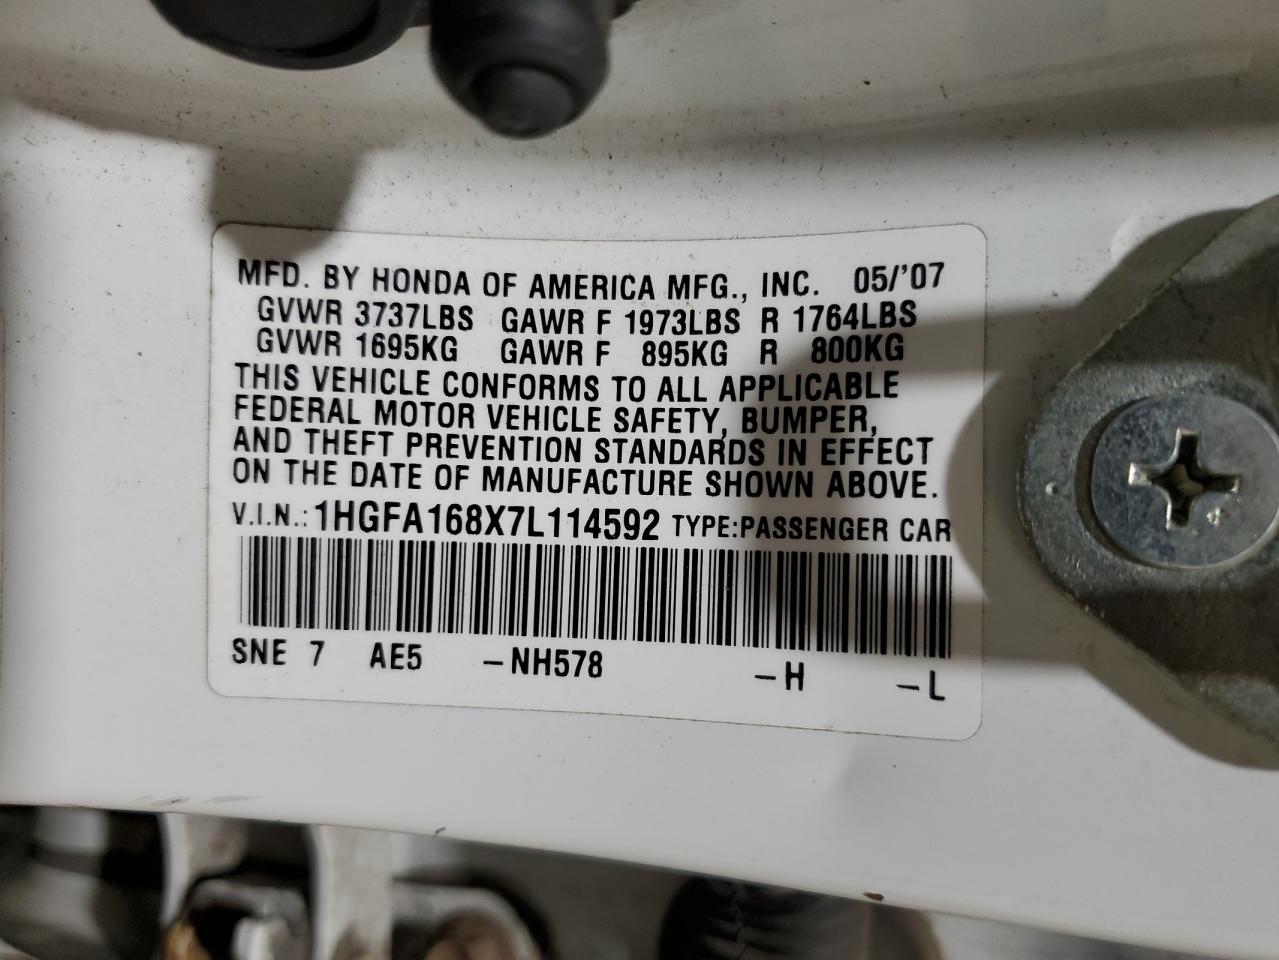 MFD. BY HONDA OF AMERICA MFG., INC. 05/'07
GVWR 3737LBS GAWR F 1973LBS R 1764LBS
GVWR 1695KG GAWR F 895KG R 800KG
THIS VEHICLE CONFORMS TO ALL APPLICABLE
FEDERAL MOTOR VEHICLE SAFETY, BUMPER,
AND THEFT PREVENTION STANDARDS IN EFFECT
ON THE DATE OF MANUFACTURE SHOWN ABOVE.
V.I.N.: 1HGFA168X7L114592 TYPE:PASSENGER CAR
SNE 7 AE5 –NH578 –H –L
4